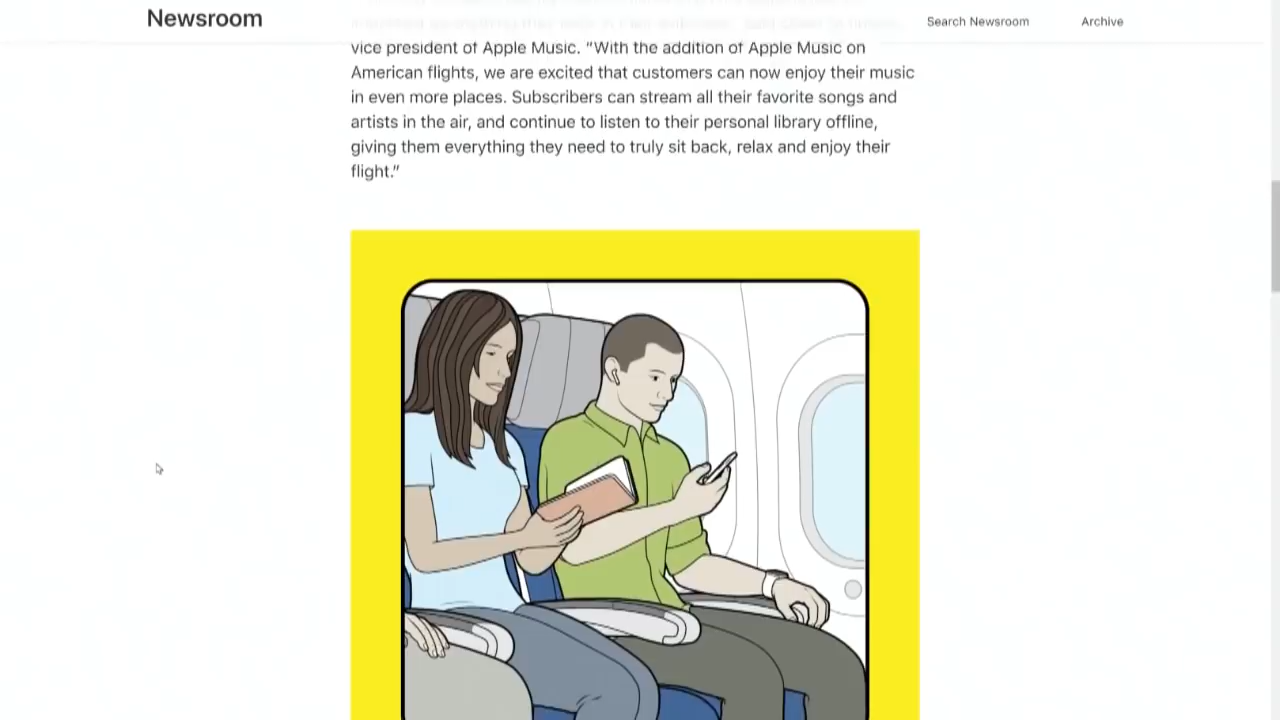 Newsroom
Search Newsroom
Archive
vice president of Apple Music. “With the addition of Apple Music on
American flights, we are excited that customers can now enjoy their music
in even more places. Subscribers can stream all their favorite songs and
artists in the air, and continue to listen to their personal library offline,
giving them everything they need to truly sit back, relax and enjoy their
flight.”